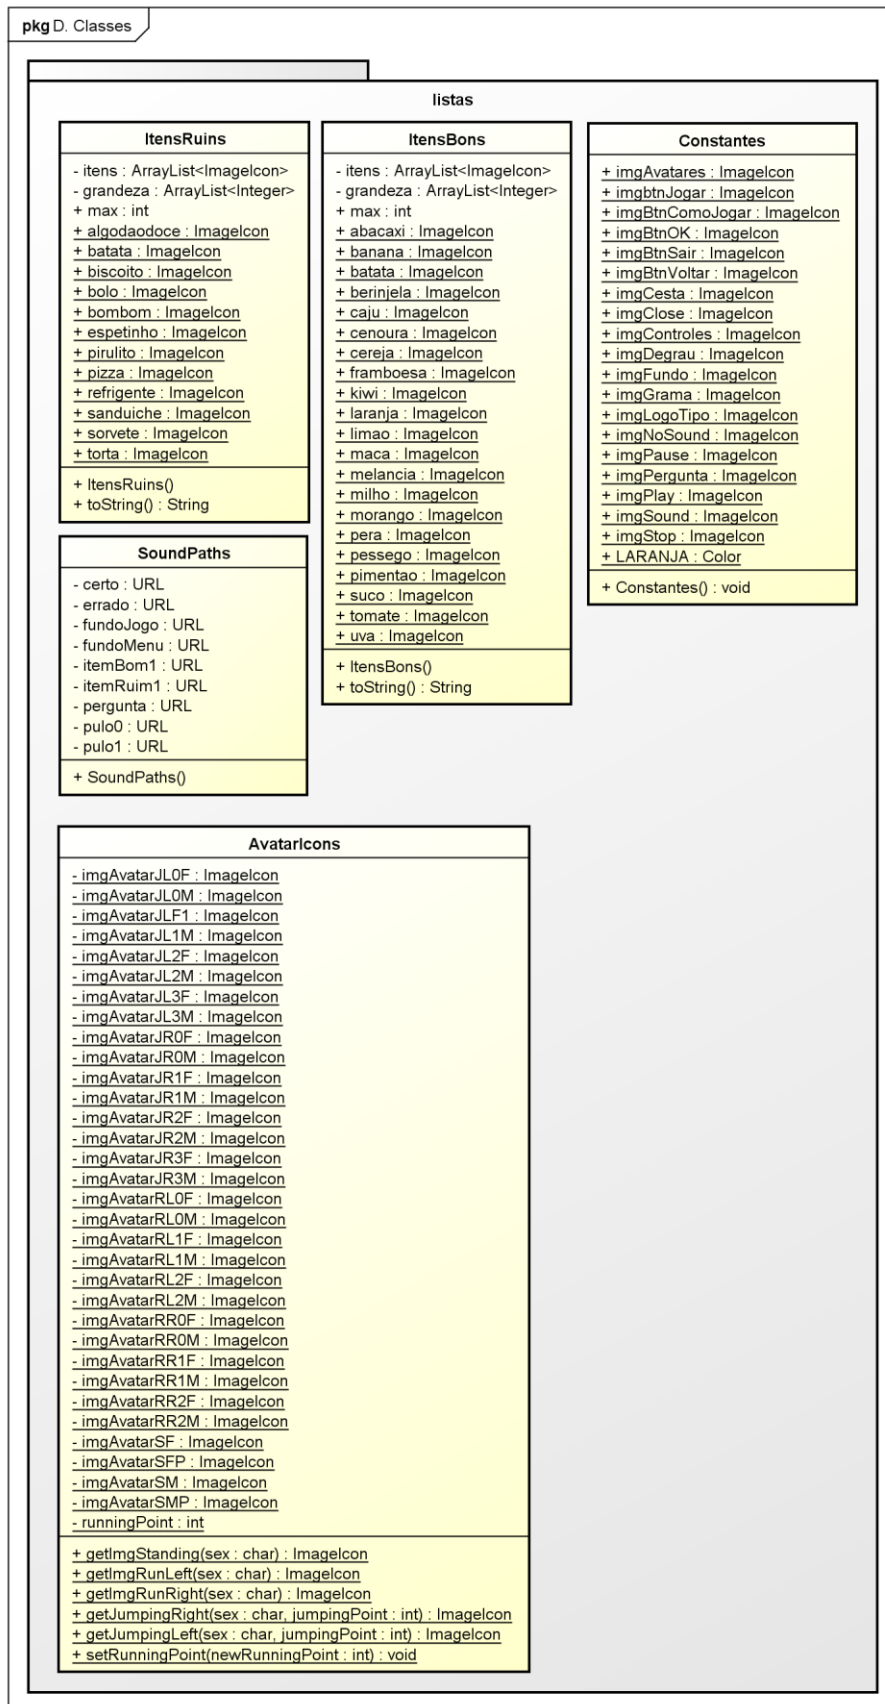 pkg D. Classes
listas
ItensRuins
- itens : ArrayList<ImageIcon>
- grandeza : ArrayList<Integer>
+ max : int
+ algodaodoce : ImageIcon
+ batata : ImageIcon
+ biscoito : ImageIcon
+ bolo : ImageIcon
+ bombom : ImageIcon
+ espetinho : ImageIcon
+ pirulito : ImageIcon
+ pizza : ImageIcon
+ refrigente : ImageIcon
+ sanduiche : ImageIcon
+ sorvete : ImageIcon
+ torta : ImageIcon
+ ItensRuins()
+ toString() : String
ItensBons
- itens : ArrayList<ImageIcon>
- grandeza : ArrayList<Integer>
+ max : int
+ abacaxi : ImageIcon
+ banana : ImageIcon
+ batata : ImageIcon
+ berinjela : ImageIcon
+ caju : ImageIcon
+ cenoura : ImageIcon
+ cereja : ImageIcon
+ framboesa : ImageIcon
+ kiwi : ImageIcon
+ laranja : ImageIcon
+ limao : ImageIcon
+ maca : ImageIcon
+ melancia : ImageIcon
+ milho : ImageIcon
+ morango : ImageIcon
+ pera : ImageIcon
+ pessego : ImageIcon
+ pimentao : ImageIcon
+ suco : ImageIcon
+ tomate : ImageIcon
+ uva : ImageIcon
+ ItensBons()
+ toString() : String
Constantes
+ imgAvatares : ImageIcon
+ imgbtnJogar : ImageIcon
+ imgBtnComoJogar : ImageIcon
+ imgBtnOK : ImageIcon
+ imgBtnSair : ImageIcon
+ imgBtnVoltar : ImageIcon
+ imgCesta : ImageIcon
+ imgClose : ImageIcon
+ imgControles : ImageIcon
+ imgDegrau : ImageIcon
+ imgFundo : ImageIcon
+ imgGrama : ImageIcon
+ imgLogoTipo : ImageIcon
+ imgNoSound : ImageIcon
+ imgPause : ImageIcon
+ imgPergunta : ImageIcon
+ imgPlay : ImageIcon
+ imgSound : ImageIcon
+ imgStop : ImageIcon
+ LARANJA : Color
+ Constantes() : void
SoundPaths
- certo : URL
- errado : URL
- fundoJogo : URL
- fundoMenu : URL
- itemBom1 : URL
- itemRuim1 : URL
- pergunta : URL
- pulo0 : URL
- pulo1 : URL
+ SoundPaths()
AvatarIcons
- imgAvatarJL0F : ImageIcon
- imgAvatarJL0M : ImageIcon
- imgAvatarJLF1 : ImageIcon
- imgAvatarJL1M : ImageIcon
- imgAvatarJL2F : ImageIcon
- imgAvatarJL2M : ImageIcon
- imgAvatarJL3F : ImageIcon
- imgAvatarJL3M : ImageIcon
- imgAvatarJR0F : ImageIcon
- imgAvatarJR0M : ImageIcon
- imgAvatarJR1F : ImageIcon
- imgAvatarJR1M : ImageIcon
- imgAvatarJR2F : ImageIcon
- imgAvatarJR2M : ImageIcon
- imgAvatarJR3F : ImageIcon
- imgAvatarJR3M : ImageIcon
- imgAvatarRL0F : ImageIcon
- imgAvatarRL0M : ImageIcon
- imgAvatarRL1F : ImageIcon
- imgAvatarRL1M : ImageIcon
- imgAvatarRL2F : ImageIcon
- imgAvatarRL2M : ImageIcon
- imgAvatarRR0F : ImageIcon
- imgAvatarRR0M : ImageIcon
- imgAvatarRR1F : ImageIcon
- imgAvatarRR1M : ImageIcon
- imgAvatarRR2F : ImageIcon
- imgAvatarRR2M : ImageIcon
- imgAvatarSF : ImageIcon
- imgAvatarSFP : ImageIcon
- imgAvatarSM : ImageIcon
- imgAvatarSMP : ImageIcon
- runningPoint : int
+ getImgStanding(sex : char) : ImageIcon
+ getImgRunLeft(sex : char) : ImageIcon
+ getImgRunRight(sex : char) : ImageIcon
+ getJumpingRight(sex : char, jumpingPoint : int) : ImageIcon
+ getJumpingLeft(sex : char, jumpingPoint : int) : ImageIcon
+ setRunningPoint(newRunningPoint : int) : void